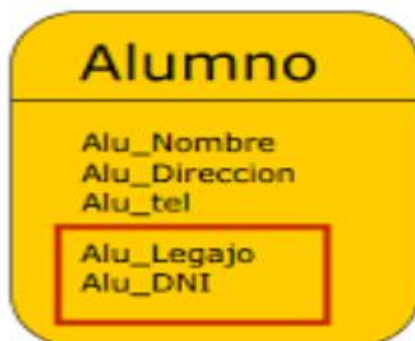 Alumno
Alu_Nombre
Alu_Direccion
Alu_tel
Alu_Legajo
Alu_DNI